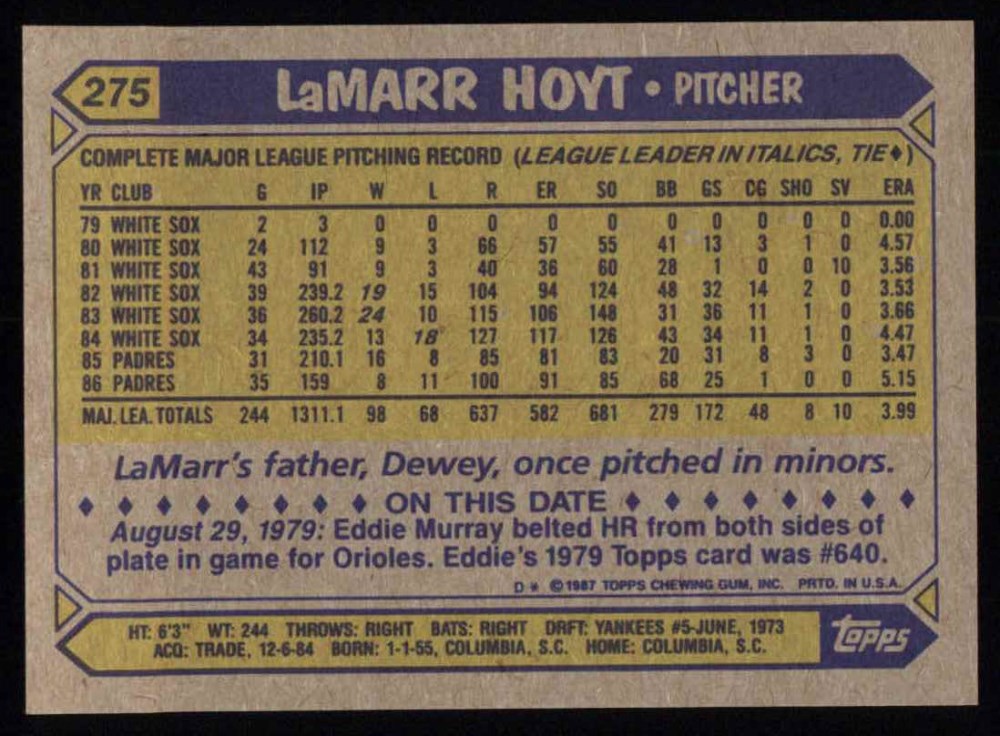 275 LaMARR HOYT • PITCHER
COMPLETE MAJOR LEAGUE PITCHING RECORD (LEAGUE LEADER IN ITALICS, TIE♦)
YR CLUB G IP W L R ER SO BB GS CG SHO SV ERA
79 WHITE SOX 2 3 0 0 0 0 0 0 0 0 0 0 0.00
80 WHITE SOX 24 112 9 3 66 57 55 41 13 3 1 0 4.57
81 WHITE SOX 43 91 9 3 40 36 60 28 1 0 0 10 3.56
82 WHITE SOX 39 239.2 19 15 104 94 124 48 32 14 2 0 3.53
83 WHITE SOX 36 260.2 24 10 115 106 148 31 36 11 1 0 3.66
84 WHITE SOX 34 235.2 13 18 127 117 126 43 34 11 1 0 4.47
85 PADRES 31 210.1 16 8 85 81 83 20 31 8 3 0 3.47
86 PADRES 35 159 8 11 100 91 85 68 25 1 0 0 5.15
MAJ. LEA. TOTALS 244 1311.1 98 68 637 582 681 279 172 48 8 10 3.99
LaMarr's father, Dewey, once pitched in minors.
♦ ♦ ♦ ♦ ♦ ♦ ♦ ♦ ON THIS DATE ♦ ♦ ♦ ♦ ♦ ♦ ♦ ♦
August 29, 1979: Eddie Murray belted HR from both sides of
plate in game for Orioles. Eddie's 1979 Topps card was #640.
D* © 1987 TOPPS CHEWING GUM, INC. PRTD. IN U.S.A.
HT: 6'3" WT: 244 THROWS: RIGHT BATS: RIGHT DRFT: YANKEES #5-JUNE, 1973
ACQ: TRADE, 12-6-84 BORN: 1-1-55, COLUMBIA, S.C. HOME: COLUMBIA, S.C.
topps